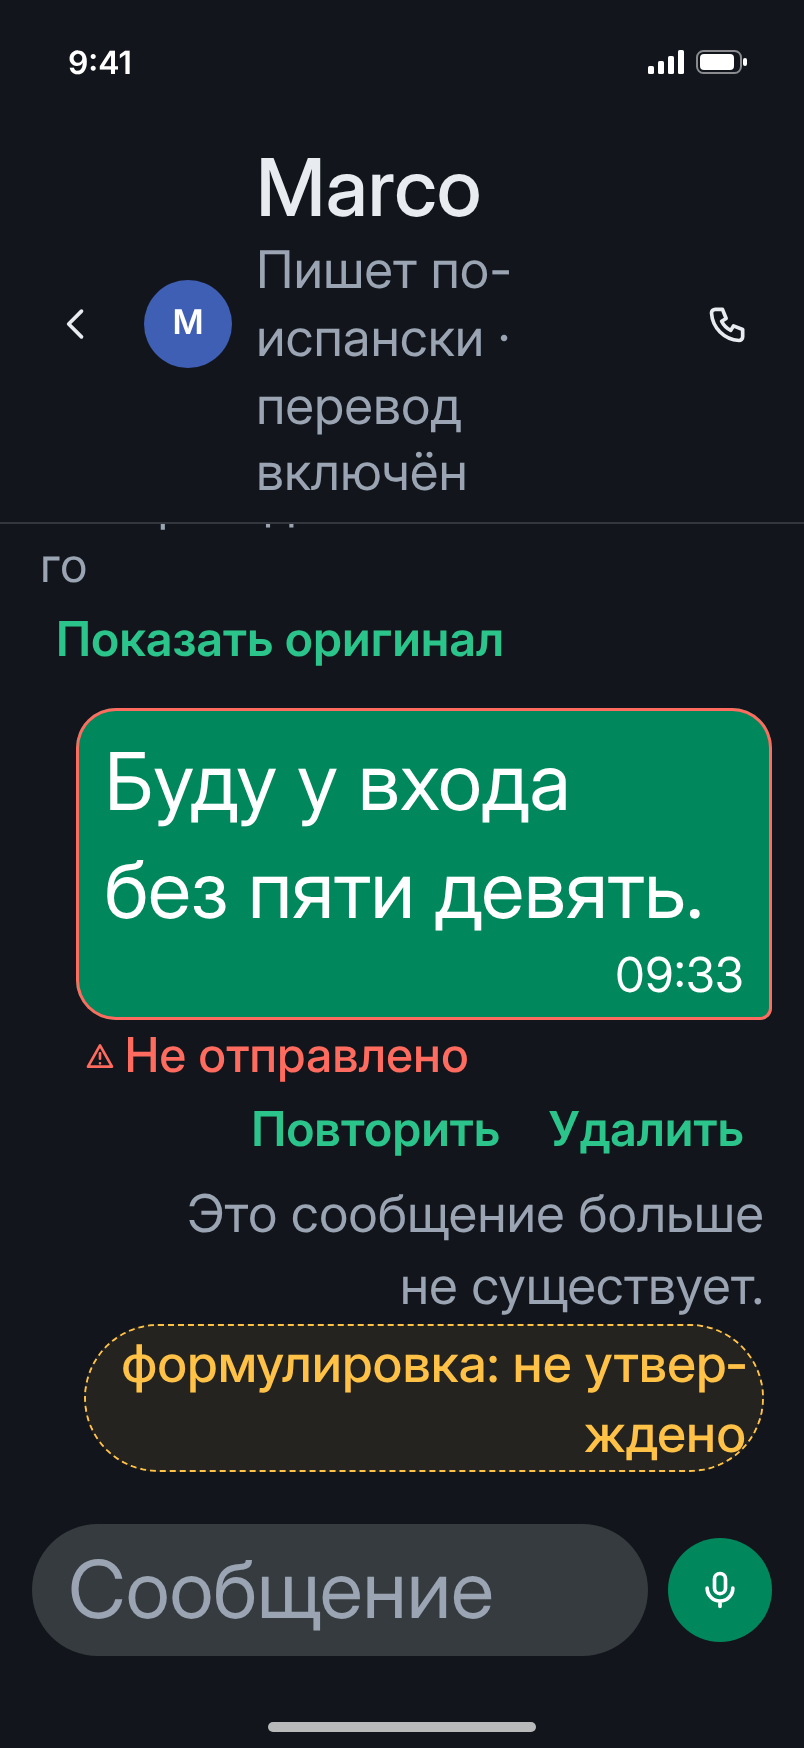 9:41
Marco
Пишет по-
испански ·
M
перевод
включён
го
Показать оригинал
Буду у входа
без пяти девять.
09:33
Не отправлено
Повторить Удалить
Это сообщение больше
не существует.
формулировка: не утвер-
ждено
Сообщение